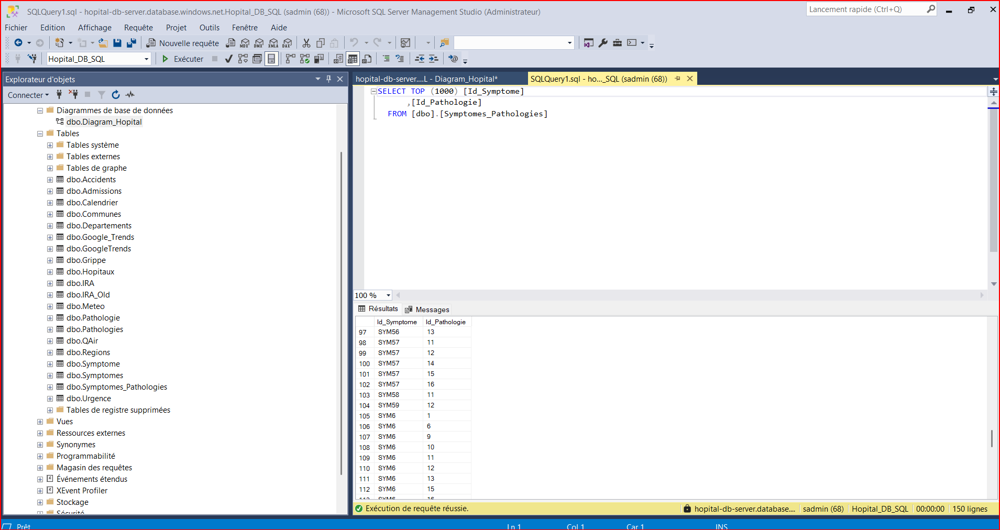 SQLQuery1.sql - hopital-db-server.database.windows.net.Hopital_DB_SQL (sadmin (68)) - Microsoft SQL Server Management Studio (Administrateur)
Lancement rapide (Ctrl+Q)
Fichier Edition Affichage Requête Projet Outils Fenêtre Aide
Nouvelle requête MDX DMX XMLA DAX
Hopital_DB_SQL Exécuter
Explorateur d'objets
Connecter
Diagrammes de base de données
dbo.Diagram_Hopital
Tables
Tables système
Tables externes
Tables de graphe
dbo.Accidents
dbo.Admissions
dbo.Calendrier
dbo.Communes
dbo.Departements
dbo.Google_Trends
dbo.GoogleTrends
dbo.Grippe
dbo.Hopitaux
dbo.IRA
dbo.IRA_Old
dbo.Meteo
dbo.Pathologie
dbo.Pathologies
dbo.QAir
dbo.Regions
dbo.Symptome
dbo.Symptomes
dbo.Symptomes_Pathologies
dbo.Urgence
Tables de registre supprimées
Vues
Ressources externes
Synonymes
Programmabilité
Magasin des requêtes
Événements étendus
XEvent Profiler
Stockage
Sécurité
hopital-db-server....L - Diagram_Hopital*
SQLQuery1.sql - ho..._SQL (sadmin (68))
SELECT TOP (1000) [Id_Symptome]
,[Id_Pathologie]
FROM [dbo].[Symptomes_Pathologies]
100 %
Résultats Messages
Id_Symptome Id_Pathologie
97 SYM56 13
98 SYM57 11
99 SYM57 12
100 SYM57 14
101 SYM57 15
102 SYM57 16
103 SYM58 11
104 SYM59 12
105 SYM6 1
106 SYM6 6
107 SYM6 9
108 SYM6 10
109 SYM6 11
110 SYM6 12
111 SYM6 13
112 SYM6 15
113 SYM6 16
Exécution de requête réussie.
hopital-db-server.database.... sadmin (68) Hopital_DB_SQL 00:00:00 150 lignes
Prêt Ln 1 Col 1 Car 1 INS